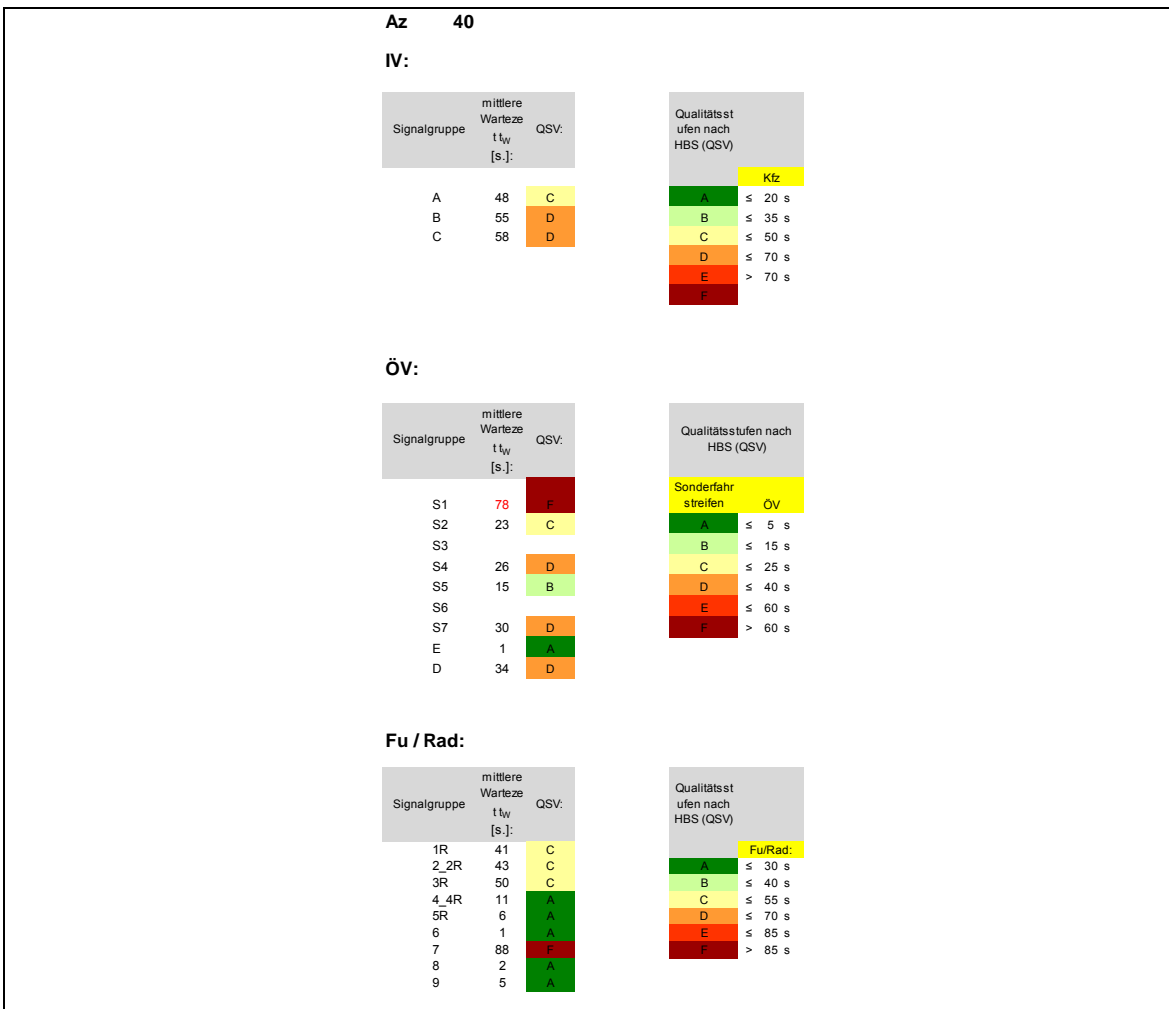 Az 40
IV:
Signalgruppe mittlere Warteze t tW [s.]: QSV:
Qualitätsst ufen nach HBS (QSV)
Kfz
A 48 C
B 55 D
C 58 D
A ≤ 20 s
B ≤ 35 s
C ≤ 50 s
D ≤ 70 s
E > 70 s
F
ÖV:
Signalgruppe mittlere Warteze t tW [s.]: QSV:
Qualitätsstufen nach HBS (QSV)
Sonderfahr streifen ÖV
S1 78 F
S2 23 C
S3
S4 26 D
S5 15 B
S6
S7 30 D
E 1 A
D 34 D
A ≤ 5 s
B ≤ 15 s
C ≤ 25 s
D ≤ 40 s
E ≤ 60 s
F > 60 s
Fu / Rad:
Signalgruppe mittlere Warteze t tW [s.]: QSV:
Qualitätsst ufen nach HBS (QSV)
Fu/Rad:
1R 41 C
2_2R 43 C
3R 50 C
4_4R 11 A
5R 6 A
6 1 A
7 88 F
8 2 A
9 5 A
A ≤ 30 s
B ≤ 40 s
C ≤ 55 s
D ≤ 70 s
E ≤ 85 s
F > 85 s